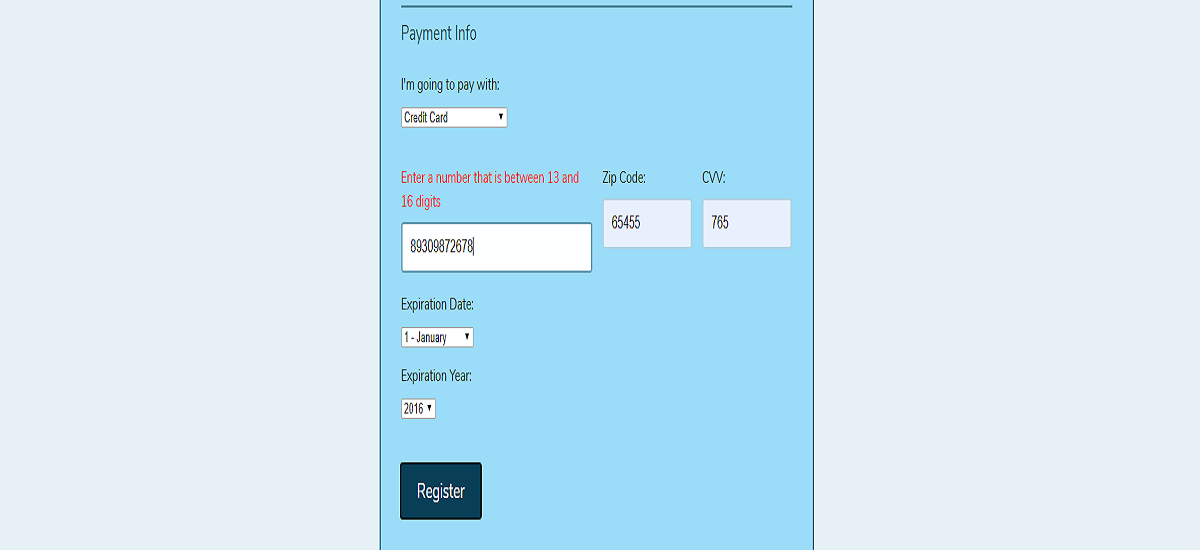 Payment Info
I'm going to pay with:
Credit Card
Enter a number that is between 13 and
16 digits
89309872678
Zip Code:
65455
CVV:
765
Expiration Date:
1 - January
Expiration Year:
2016
Register